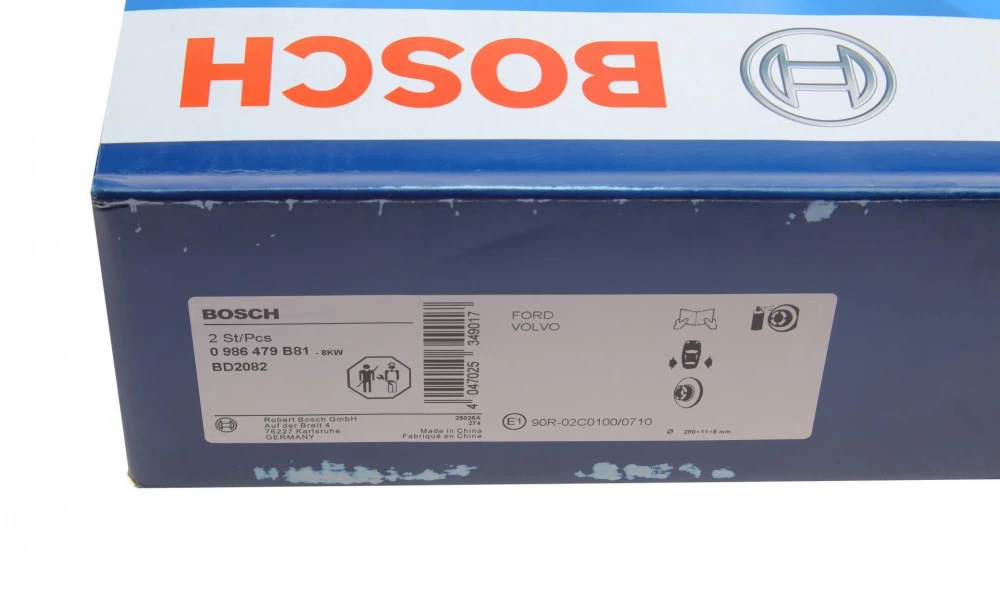 BOSCH
BOSCH
2 St/Pcs
0 986 479 B81 - 8KW
BD2082
4 047025 349017
FORD
VOLVO
Robert Bosch GmbH
Auf der Breit 4
76227 Karlsruhe
GERMANY
26026A
274
Made in China
Fabriqué en Chine
E1 90R-02C0100/0710